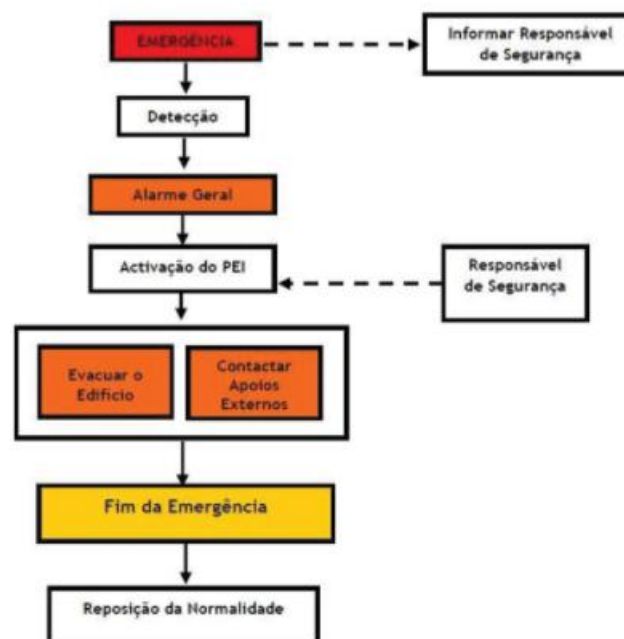 EMERGÊNCIA
Informar Responsável
de Segurança
Detecção
Alarme Geral
Activação do PEI
Responsável
de Segurança
Evacuar o
Edificio
Contactar
Apoios
Externos
Fim da Emergência
Reposição da Normalidade